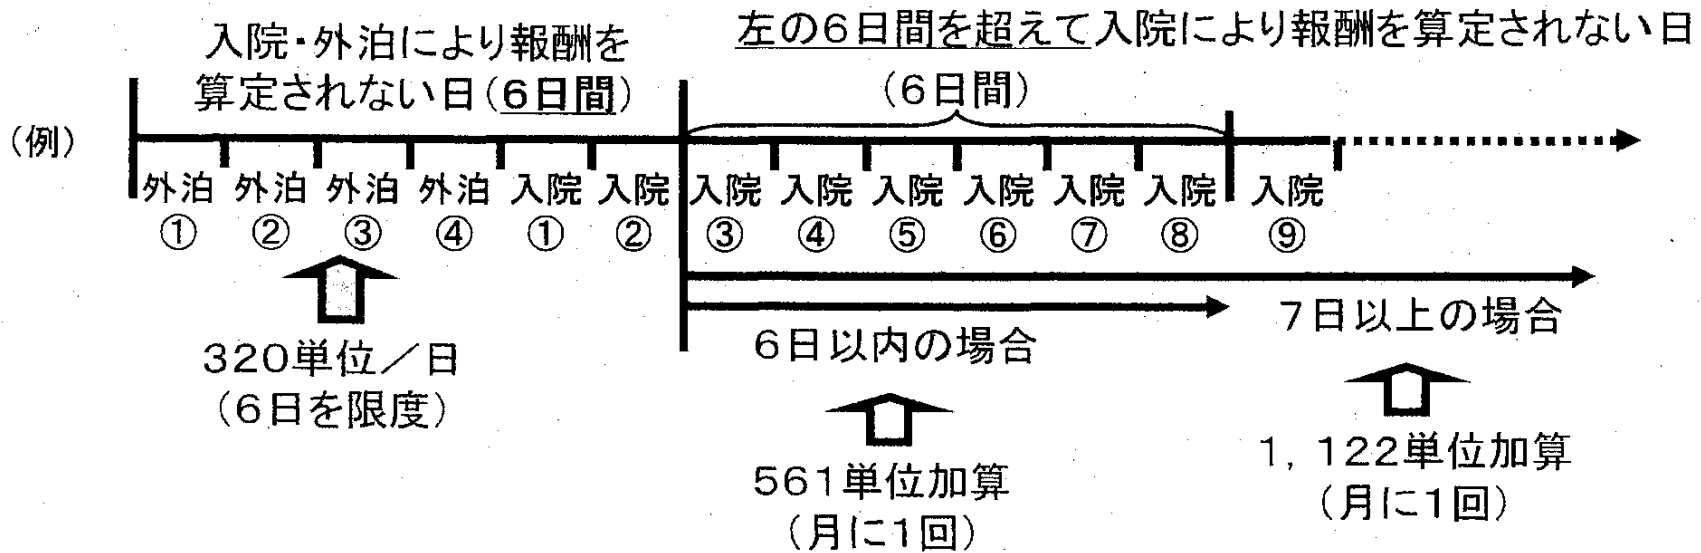 入院・外泊により報酬を
算定されない日(６日間)
左の６日間を超えて入院により報酬を算定されない日
(６日間)
(例)
外泊 外泊 外泊 外泊 入院 入院 入院 入院 入院 入院 入院 入院 入院
① ② ③ ④ ① ② ③ ④ ⑤ ⑥ ⑦ ⑧ ⑨
320単位／日
(６日を限度)
６日以内の場合
７日以上の場合
561単位加算
(月に1回)
1，122単位加算
(月に1回)